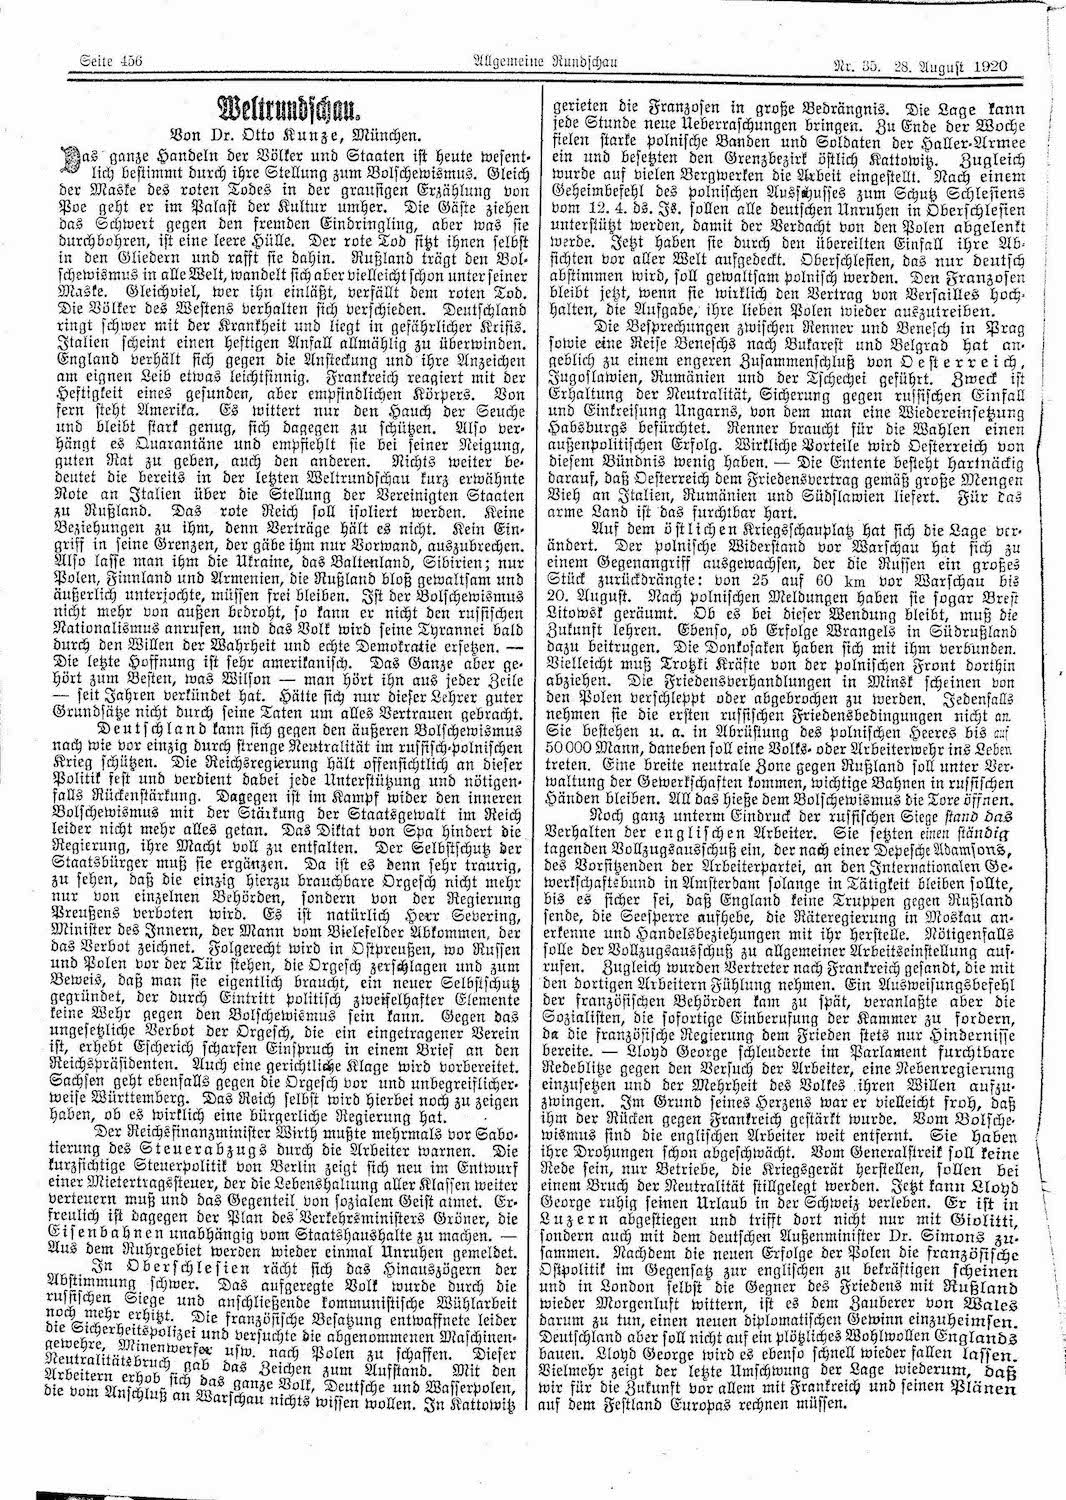 Seite 456
Allgemeine Rundschau
Nr. 35. 28. August 1920
Weltrundschau.
Von Dr. Otto Kunze, München.
Das ganze Handeln der Völker und Staaten ist heute wesent-
lich bestimmt durch ihre Stellung zum Bolschewismus. Gleich
der Maske des roten Todes in der grausigen Erzählung von
Poe geht er im Palast der Kultur umher. Die Gäste ziehen
das Schwert gegen den fremden Eindringling, aber was sie
durchbohren, ist eine leere Hülle. Der rote Tod sitzt ihnen selbst
in den Gliedern und rafft sie dahin. Rußland trägt den Bol-
schewismus in alle Welt, wandelt sich aber vielleicht schon unter seiner
Maske. Gleichviel, wer ihn einläßt, verfällt dem roten Tod.
Die Völker des Westens verhalten sich verschieden. Deutschland
ringt schwer mit der Krankheit und liegt in gefährlicher Krisis.
Italien scheint einen heftigen Anfall allmählig zu überwinden.
England verhält sich gegen die Ansteckung und ihre Anzeichen
am eignen Leib etwas leichtsinnig. Frankreich reagiert mit der
Heftigkeit eines gesunden, aber empfindlichen Körpers. Von
fern steht Amerika. Es wittert nur den Hauch der Seuche
und bleibt stark genug, sich dagegen zu schützen. Also ver-
hängt es Quarantäne und empfiehlt sie bei seiner Neigung,
guten Rat zu geben, auch den anderen. Nichts weiter be-
deutet die bereits in der letzten Weltrundschau kurz erwähnte
Note an Italien über die Stellung der Vereinigten Staaten
zu Rußland. Das rote Reich soll isoliert werden. Keine
Beziehungen zu ihm, denn Verträge hält es nicht. Kein Ein-
griff in seine Grenzen, der gäbe ihm nur Vorwand, auszubrechen.
Also lasse man ihm die Ukraine, das Baltenland, Sibirien; nur
Polen, Finnland und Armenien, die Rußland bloß gewaltsam und
äußerlich unterjochte, müssen frei bleiben. Ist der Bolschewismus
nicht mehr von außen bedroht, so kann er nicht den russischen
Nationalismus anrufen, und das Volk wird seine Tyrannei bald
durch den Willen der Wahrheit und echte Demokratie ersetzen. —
Die letzte Hoffnung ist sehr amerikanisch. Das Ganze aber ge-
hört zum Besten, was Wilson — man hört ihn aus jeder Zeile
— seit Jahren verkündet hat. Hätte sich nur dieser Lehrer guter
Grundsätze nicht durch seine Taten um alles Vertrauen gebracht.
Deutschland kann sich gegen den äußeren Bolschewismus
nach wie vor einzig durch strenge Neutralität im russisch-polnischen
Krieg schützen. Die Reichsregierung hält offensichtlich an dieser
Politik fest und verdient dabei jede Unterstützung und nötigen-
falls Rückenstärkung. Dagegen ist im Kampf wider den inneren
Bolschewismus mit der Stärkung der Staatsgewalt im Reich
leider nicht mehr alles getan. Das Diktat von Spa hindert die
Regierung, ihre Macht voll zu entfalten. Der Selbstschutz der
Staatsbürger muß sie ergänzen. Da ist es denn sehr traurig,
zu sehen, daß die einzig hierzu brauchbare Orgesch nicht mehr
nur von einzelnen Behörden, sondern von der Regierung
Preußens verboten wird. Es ist natürlich Herr Severing,
Minister des Innern, der Mann vom Bielefelder Abkommen, der
das Verbot zeichnet. Folgerecht wird in Ostpreußen, wo Russen
und Polen vor der Tür stehen, die Orgesch zerschlagen und zum
Beweis, daß man sie eigentlich braucht, ein neuer Selbstschutz
gegründet, der durch Eintritt politisch zweifelhafter Elemente
keine Wehr gegen den Bolschewismus sein kann. Gegen das
ungesetzliche Verbot der Orgesch, die ein eingetragener Verein
ist, erhebt Escherich scharfen Einspruch in einem Brief an den
Reichspräsidenten. Auch eine gerichtliche Klage wird vorbereitet.
Sachsen geht ebenfalls gegen die Orgesch vor und unbegreiflicher-
weise Württemberg. Das Reich selbst wird hierbei noch zu zeigen
haben, ob es wirklich eine bürgerliche Regierung hat.
Der Reichsfinanzminister Wirth mußte mehrmals vor Sabo-
tierung des Steuerabzugs durch die Arbeiter warnen. Die
kurzsichtige Steuerpolitik von Berlin zeigt sich neu im Entwurf
einer Mietertragssteuer, der die Lebenshaltung aller Klassen weiter
verteuern muß und das Gegenteil von sozialem Geist atmet. Er-
freulich ist dagegen der Plan des Verkehrsministers Gröner, die
Eisenbahnen unabhängig vom Staatshaushalte zu machen. —
Aus dem Ruhrgebiet werden wieder einmal Unruhen gemeldet.
In Oberschlesien rächt sich das Hinauszögern der
Abstimmung schwer. Das aufgeregte Volk wurde durch die
russischen Siege und anschließende kommunistische Wühlarbeit
noch mehr erhitzt. Die französische Besatzung entwaffnete leider
die Sicherheitspolizei und versuchte die abgenommenen Maschinen-
gewehre, Minenwerfer usw. nach Polen zu schaffen. Dieser
Neutralitätsbruch gab das Zeichen zum Aufstand. Mit den
Arbeitern erhob sich das ganze Volk, Deutsche und Wasserpolen,
die vom Anschluß an Warschau nichts wissen wollen. In Kattowitz
gerieten die Franzosen in große Bedrängnis. Die Lage kann
jede Stunde neue Ueberraschungen bringen. Zu Ende der Woche
fielen starke polnische Banden und Soldaten der Haller-Armee
ein und besetzten den Grenzbezirk östlich Kattowitz. Zugleich
wurde auf vielen Bergwerken die Arbeit eingestellt. Nach einem
Geheimbefehl des polnischen Ausschusses zum Schutz Schlesiens
vom 12. 4. ds. Js. sollen alle deutschen Unruhen in Oberschlesien
unterstützt werden, damit der Verdacht von den Polen abgelenkt
werde. Jetzt haben sie durch den übereilten Einfall ihre Ab-
sichten vor aller Welt aufgedeckt. Oberschlesien, das nur deutsch
abstimmen wird, soll gewaltsam polnisch werden. Den Franzosen
bleibt jetzt, wenn sie wirklich den Vertrag von Versailles hoch-
halten, die Aufgabe, ihre lieben Polen wieder auszutreiben.
Die Besprechungen zwischen Renner und Benesch in Prag
sowie eine Reise Beneschs nach Bukarest und Belgrad hat an-
geblich zu einem engeren Zusammenschluß von Oesterreich,
Jugoslawien, Rumänien und der Tschechei geführt. Zweck ist
Erhaltung der Neutralität, Sicherung gegen russischen Einfall
und Einkreisung Ungarns, von dem man eine Wiedereinsetzung
Habsburgs befürchtet. Renner braucht für die Wahlen einen
außenpolitischen Erfolg. Wirkliche Vorteile wird Oesterreich von
diesem Bündnis wenig haben. — Die Entente besteht hartnäckig
darauf, daß Oesterreich dem Friedensvertrag gemäß große Mengen
Vieh an Italien, Rumänien und Südslawien liefert. Für das
arme Land ist das furchtbar hart.
Auf dem östlichen Kriegsschauplatz hat sich die Lage ver-
ändert. Der polnische Widerstand vor Warschau hat sich zu
einem Gegenangriff ausgewachsen, der die Russen ein großes
Stück zurückdrängte: von 25 auf 60 km vor Warschau bis
20. August. Nach polnischen Meldungen haben sie sogar Brest
Litowsk geräumt. Ob es bei dieser Wendung bleibt, muß die
Zukunft lehren. Ebenso, ob Erfolge Wrangels in Südrußland
dazu beitrugen. Die Donkosaken haben sich mit ihm verbunden.
Vielleicht muß Trotzki Kräfte von der polnischen Front dorthin
abziehen. Die Friedensverhandlungen in Minsk scheinen von
den Polen verschleppt oder abgebrochen zu werden. Jedenfalls
nehmen sie die ersten russischen Friedensbedingungen nicht an.
Sie bestehen u. a. in Abrüstung des polnischen Heeres bis auf
50 000 Mann, daneben soll eine Volks- oder Arbeiterwehr ins Leben
treten. Eine breite neutrale Zone gegen Rußland soll unter Ver-
waltung der Gewerkschaften kommen, wichtige Bahnen in russischen
Händen bleiben. All das hieße dem Bolschewismus die Tore öffnen.
Noch ganz unterm Eindruck der russischen Siege stand das
Verhalten der englischen Arbeiter. Sie setzten einen ständig
tagenden Vollzugsausschuß ein, der nach einer Depesche Adamsons,
des Vorsitzenden der Arbeiterpartei, an den Internationalen Ge-
werkschaftsbund in Amsterdam solange in Tätigkeit bleiben sollte,
bis es sicher sei, daß England keine Truppen gegen Rußland
sende, die Seesperre aufhebe, die Räteregierung in Moskau an-
erkenne und Handelsbeziehungen mit ihr herstelle. Nötigenfalls
solle der Vollzugsausschuß zu allgemeiner Arbeitseinstellung auf-
rufen. Zugleich wurden Vertreter nach Frankreich gesandt, die mit
den dortigen Arbeitern Fühlung nehmen. Ein Ausweisungsbefehl
der französischen Behörden kam zu spät, veranlaßte aber die
Sozialisten, die sofortige Einberufung der Kammer zu fordern,
da die französische Regierung dem Frieden stets nur Hindernisse
bereite. — Lloyd George schleuderte im Parlament furchtbare
Redeblitze gegen den Versuch der Arbeiter, eine Nebenregierung
einzusetzen und der Mehrheit des Volkes ihren Willen aufzu-
zwingen. Im Grund seines Herzens war er vielleicht froh, daß
ihm der Rücken gegen Frankreich gestärkt wurde. Vom Bolsche-
wismus sind die englischen Arbeiter weit entfernt. Sie haben
ihre Drohungen schon abgeschwächt. Vom Generalstreik soll keine
Rede sein, nur Betriebe, die Kriegsgerät herstellen, sollen bei
einem Bruch der Neutralität stillgelegt werden. Jetzt kann Lloyd
George ruhig seinen Urlaub in der Schweiz verleben. Er ist in
Luzern abgestiegen und trifft dort nicht nur mit Giolitti,
sondern auch mit dem deutschen Außenminister Dr. Simons zu-
sammen. Nachdem die neuen Erfolge der Polen die französische
Ostpolitik im Gegensatz zur englischen zu bekräftigen scheinen
und in London selbst die Gegner des Friedens mit Rußland
wieder Morgenluft wittern, ist es dem Zauberer von Wales
darum zu tun, einen neuen diplomatischen Gewinn einzuheimsen.
Deutschland aber soll nicht auf ein plötzliches Wohlwollen Englands
bauen. Lloyd George wird es ebenso schnell wieder fallen lassen.
Vielmehr zeigt der letzte Umschwung der Lage wiederum, daß
wir für die Zukunft vor allem mit Frankreich und seinen Plänen
auf dem Festland Europas rechnen müssen.